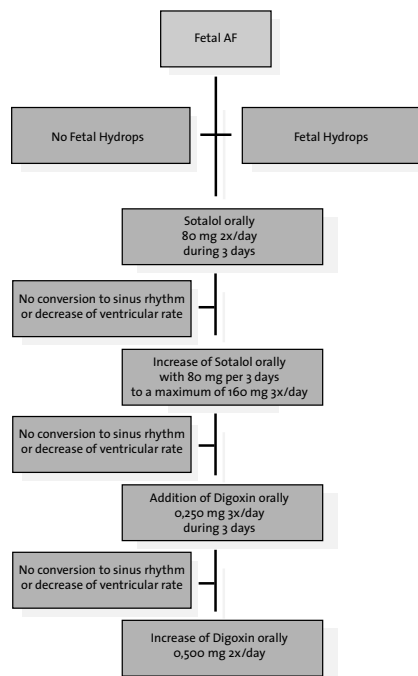 Fetal AF
No Fetal Hydrops
Fetal Hydrops
Sotalol orally
80 mg 2x/day
during 3 days
No conversion to sinus rhythm
or decrease of ventricular rate
Increase of Sotalol orally
with 80 mg per 3 days
to a maximum of 160 mg 3x/day
No conversion to sinus rhythm
or decrease of ventricular rate
Addition of Digoxin orally
0,250 mg 3x/day
during 3 days
No conversion to sinus rhythm
or decrease of ventricular rate
Increase of Digoxin orally
0,500 mg 2x/day